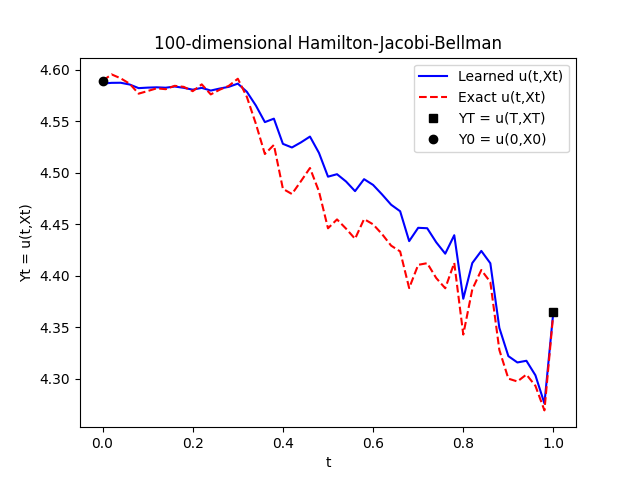 100-dimensional Hamilton-Jacobi-Bellman
Learned u(t,Xt)
Exact u(t,Xt)
YT = u(T,XT)
Y0 = u(0,X0)
Yt = u(t,Xt)
4.60
4.55
4.50
4.45
4.40
4.35
4.30
0.0 0.2 0.4 0.6 0.8 1.0
t